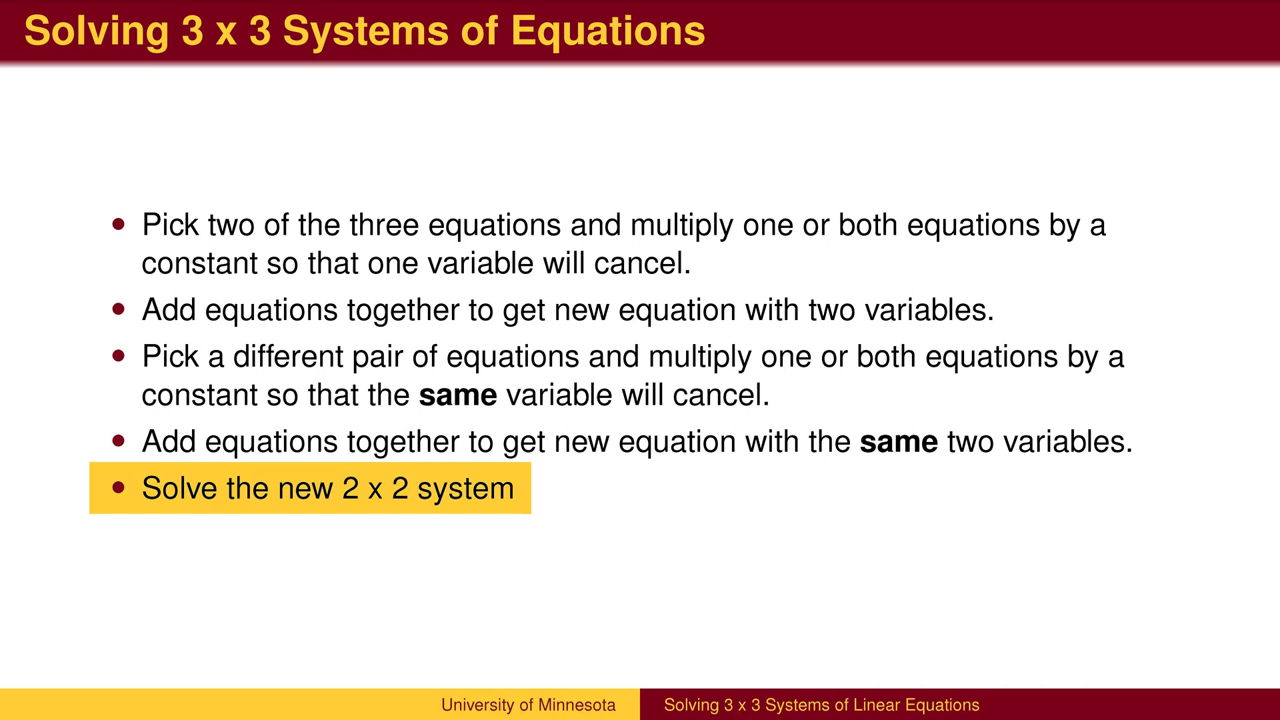 Solving 3 x 3 Systems of Equations
• Pick two of the three equations and multiply one or both equations by a
constant so that one variable will cancel.
• Add equations together to get new equation with two variables.
• Pick a different pair of equations and multiply one or both equations by a
constant so that the same variable will cancel.
• Add equations together to get new equation with the same two variables.
• Solve the new 2 x 2 system
University of Minnesota
Solving 3 x 3 Systems of Linear Equations